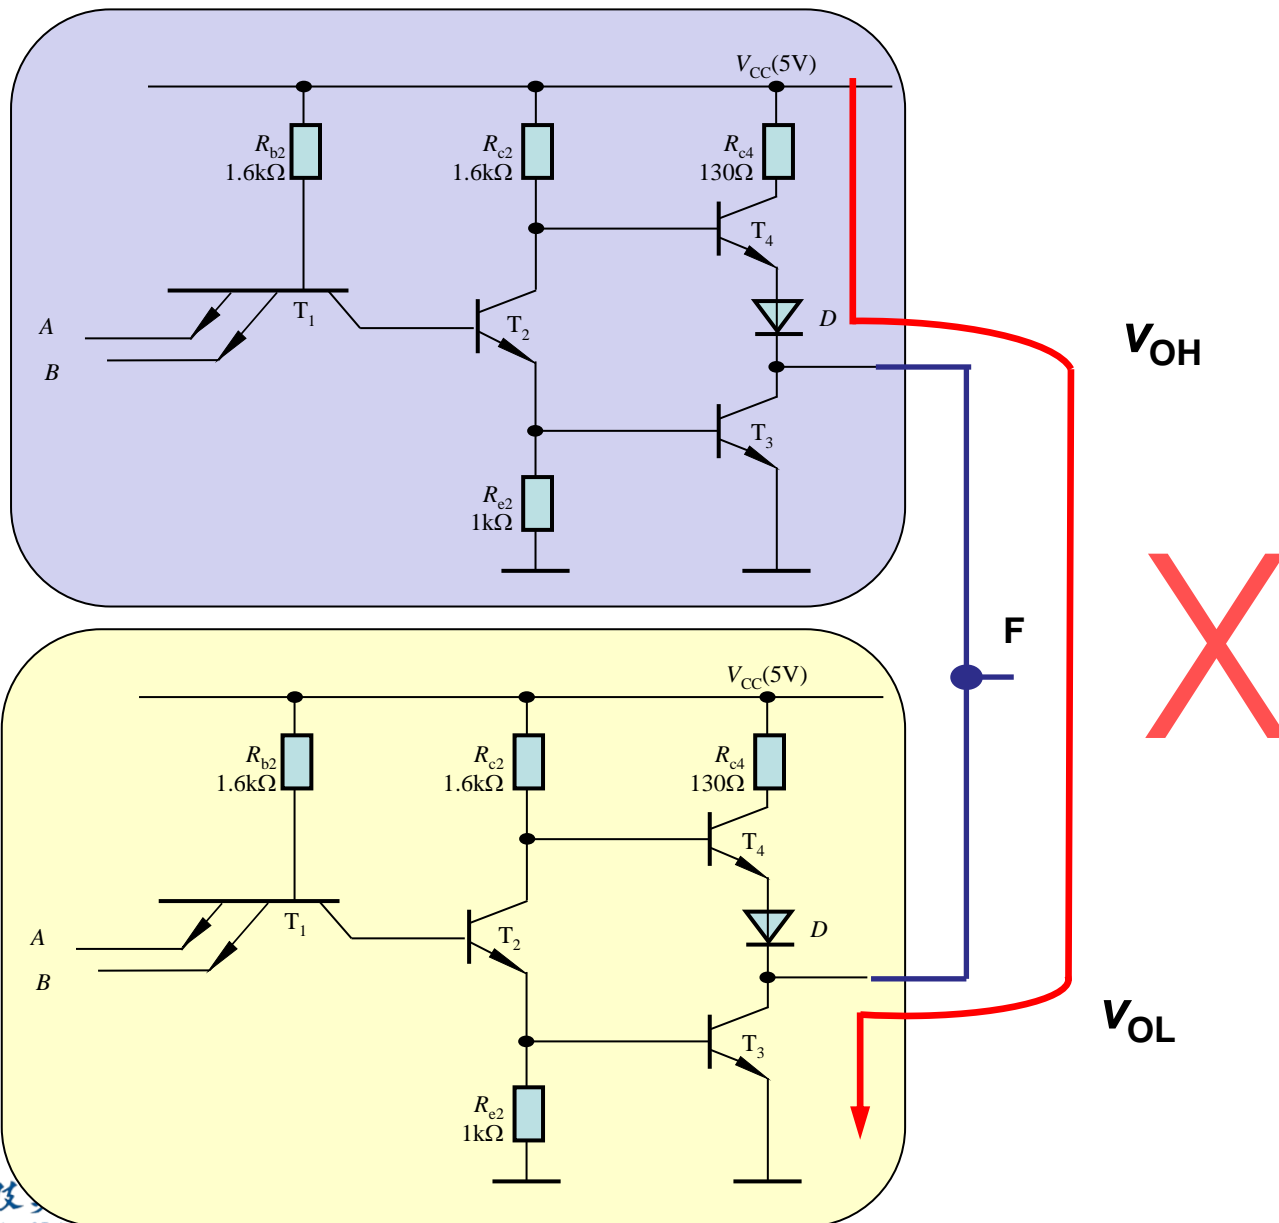 VCC(5V)
Rb2
1.6kΩ
Rc2
1.6kΩ
Rc4
130Ω
T4
T1
A
B
T2
D
vOH
T3
Re2
1kΩ
F
VCC(5V)
Rb2
1.6kΩ
Rc2
1.6kΩ
Rc4
130Ω
T4
T1
A
B
T2
D
vOL
T3
Re2
1kΩ